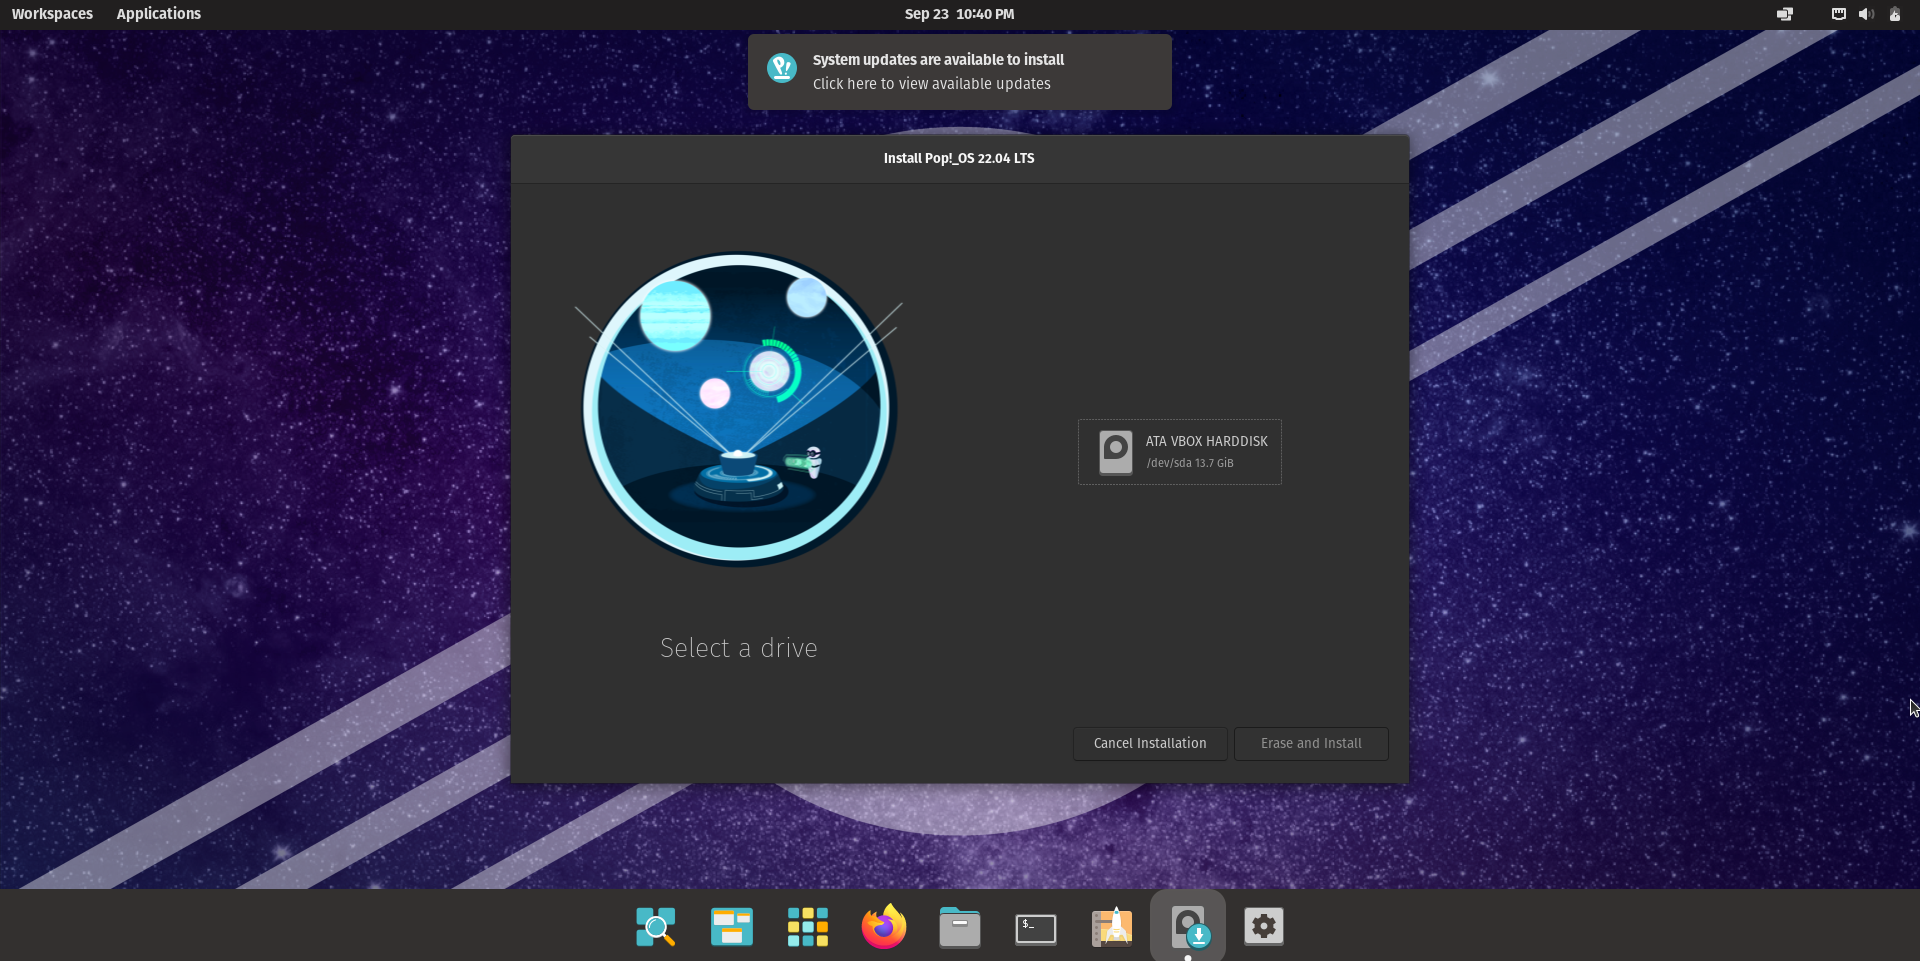 Workspaces Applications Sep 23 10:40 PM
System updates are available to install
Click here to view available updates
Install Pop!_OS 22.04 LTS
ATA VBOX HARDDISK
/dev/sda 13.7 GiB
Select a drive
Cancel Installation Erase and Install
$_